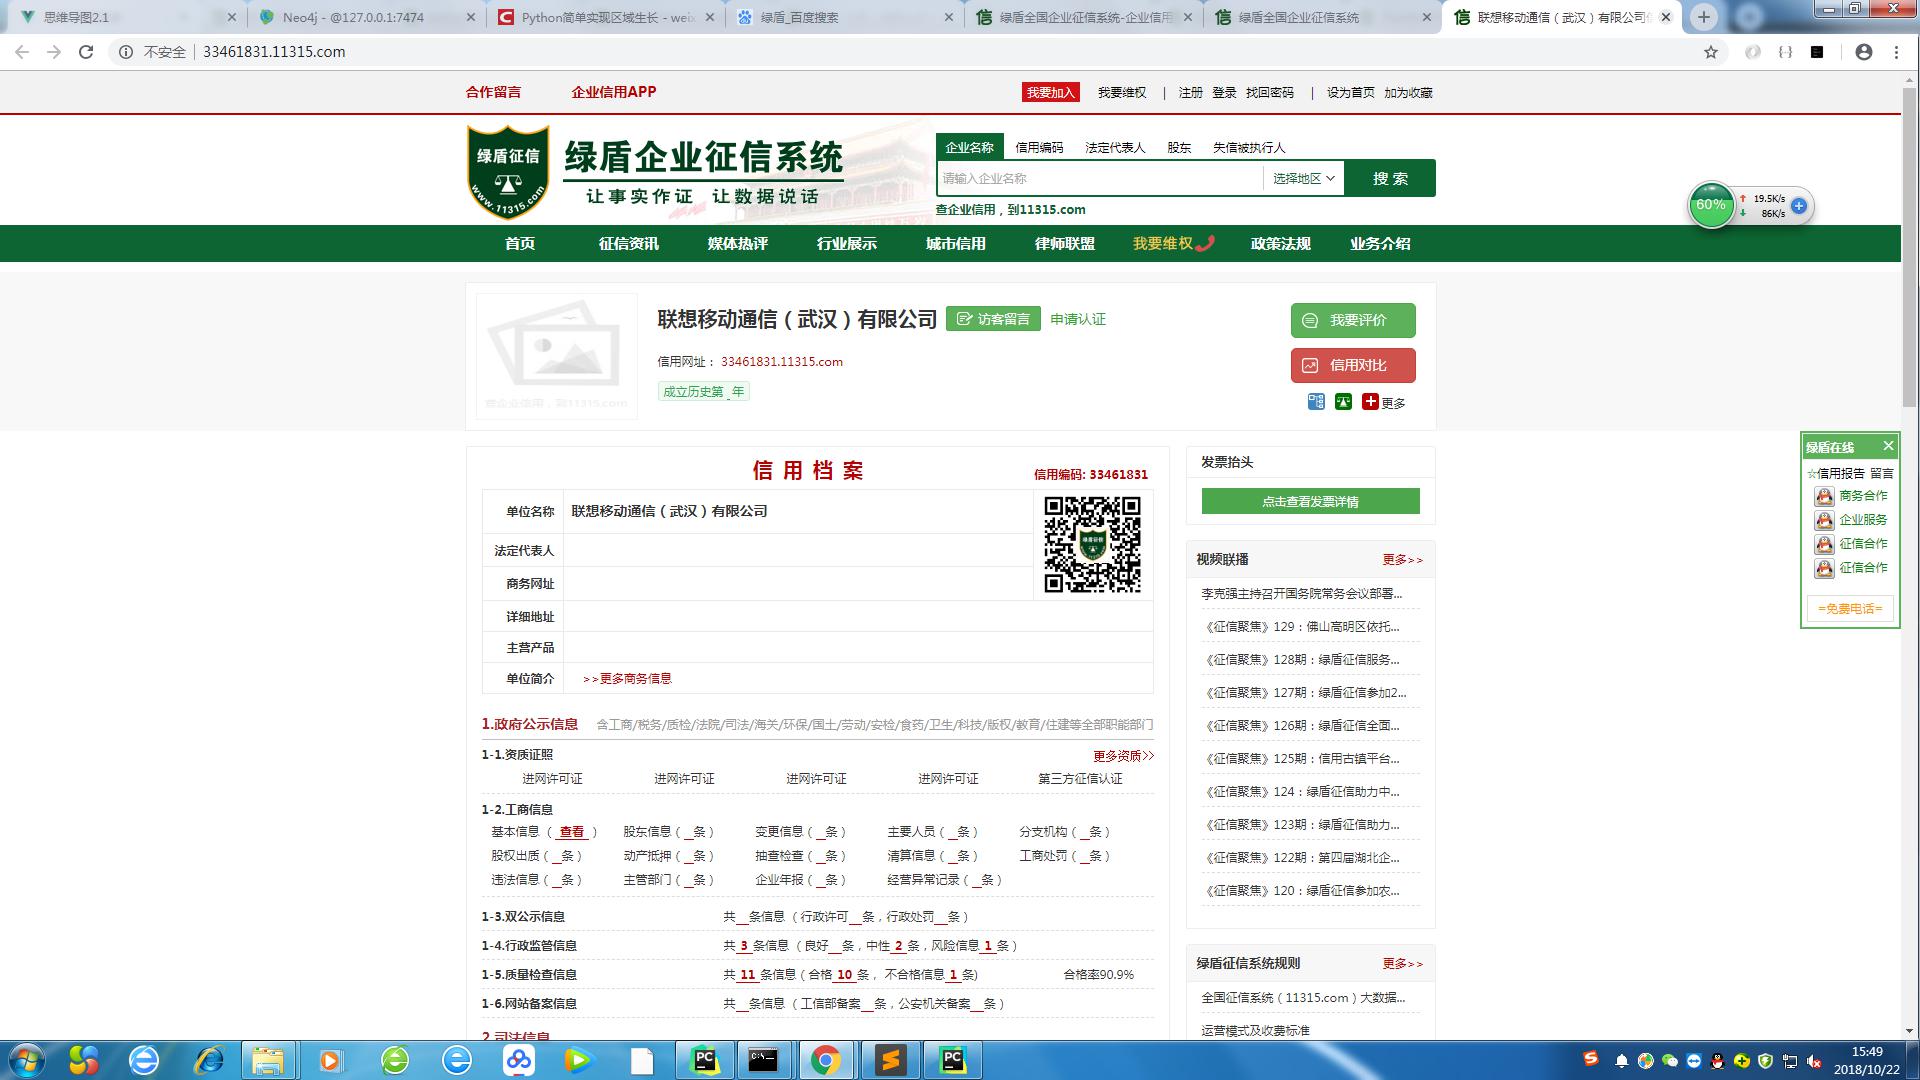 思维导图2.1
Neo4j - @127.0.0.1:7474
Python简单实现区域生长 - weix
绿盾_百度搜索
绿盾全国企业征信系统-企业信用
绿盾全国企业征信系统
联想移动通信（武汉）有限公司
不安全 | 33461831.11315.com
合作留言 企业信用APP 我要加入 我要维权 | 注册 登录 找回密码 | 设为首页 加为收藏
绿盾征信
www.11315.com
绿盾企业征信系统
让事实作证 让数据说话
企业名称 信用编码 法定代表人 股东 失信被执行人
请输入企业名称 选择地区 搜 索
查企业信用，到11315.com
60% 19.5K/s
86K/s
首页 征信资讯 媒体热评 行业展示 城市信用 律师联盟 我要维权 政策法规 业务介绍
查企业信用，到11315.com
联想移动通信（武汉）有限公司 访客留言 申请认证
信用网址： 33461831.11315.com
成立历史第_年
我要评价
信用对比
更多
信 用 档 案 信用编码: 33461831
单位名称 联想移动通信（武汉）有限公司
法定代表人
商务网址
详细地址
主营产品
单位简介 >>更多商务信息
绿盾征信
1.政府公示信息 含工商/税务/质检/法院/司法/海关/环保/国土/劳动/安检/食药/卫生/科技/版权/教育/住建等全部职能部门
1-1.资质证照 更多资质>>
进网许可证 进网许可证 进网许可证 进网许可证 第三方征信认证
1-2.工商信息
基本信息（ 查看 ） 股东信息（_条） 变更信息（_条） 主要人员（_条） 分支机构（_条）
股权出质（_条） 动产抵押（_条） 抽查检查（_条） 清算信息（_条） 工商处罚（_条）
违法信息（_条） 主管部门（_条） 企业年报（_条） 经营异常记录（_条）
1-3.双公示信息 共__条信息（行政许可__条，行政处罚__条）
1-4.行政监管信息 共 3 条信息（良好__条，中性 2 条，风险信息 1 条）
1-5.质量检查信息 共 11 条信息（合格 10 条， 不合格信息 1 条) 合格率90.9%
1-6.网站备案信息 共__条信息（工信部备案__条，公安机关备案__条）
2.司法信息
发票抬头
点击查看发票详情
视频联播 更多>>
李克强主持召开国务院常务会议部署...
《征信聚焦》129：佛山高明区依托...
《征信聚焦》128期：绿盾征信服务...
《征信聚焦》127期：绿盾征信参加2...
《征信聚焦》126期：绿盾征信全面...
《征信聚焦》125期：信用古镇平台...
《征信聚焦》124：绿盾征信助力中...
《征信聚焦》123期：绿盾征信助力...
《征信聚焦》122期：第四届湖北企...
《征信聚焦》120：绿盾征信参加农...
绿盾征信系统规则 更多>>
全国征信系统（11315.com）大数据...
运营模式及收费标准
绿盾在线
☆信用报告 留言
商务合作
企业服务
征信合作
征信合作
=免费电话=
15:49
2018/10/22